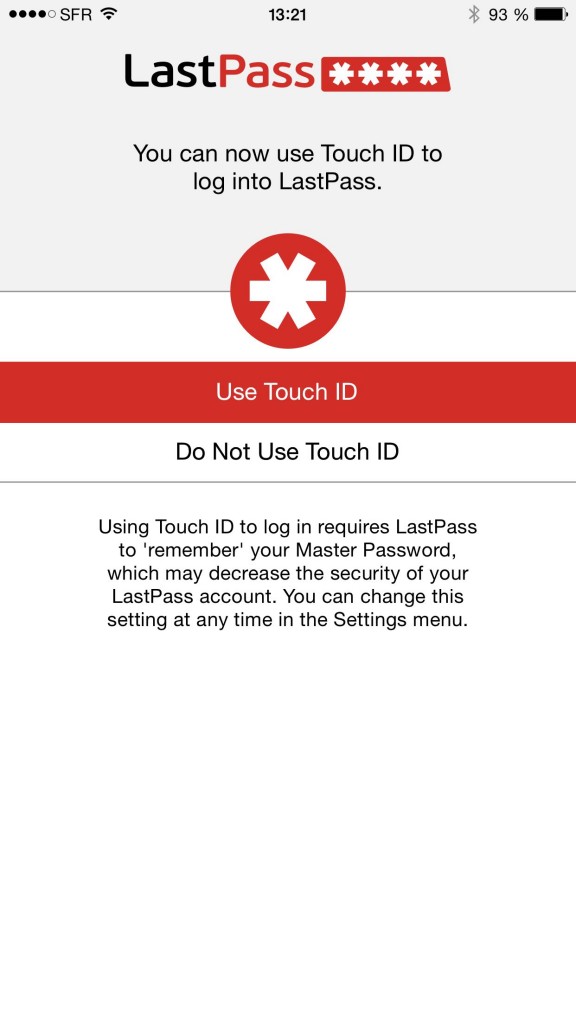 SFR 13:21 93 %
LastPass ****
You can now use Touch ID to
log into LastPass.
Use Touch ID
Do Not Use Touch ID
Using Touch ID to log in requires LastPass
to 'remember' your Master Password,
which may decrease the security of your
LastPass account. You can change this
setting at any time in the Settings menu.